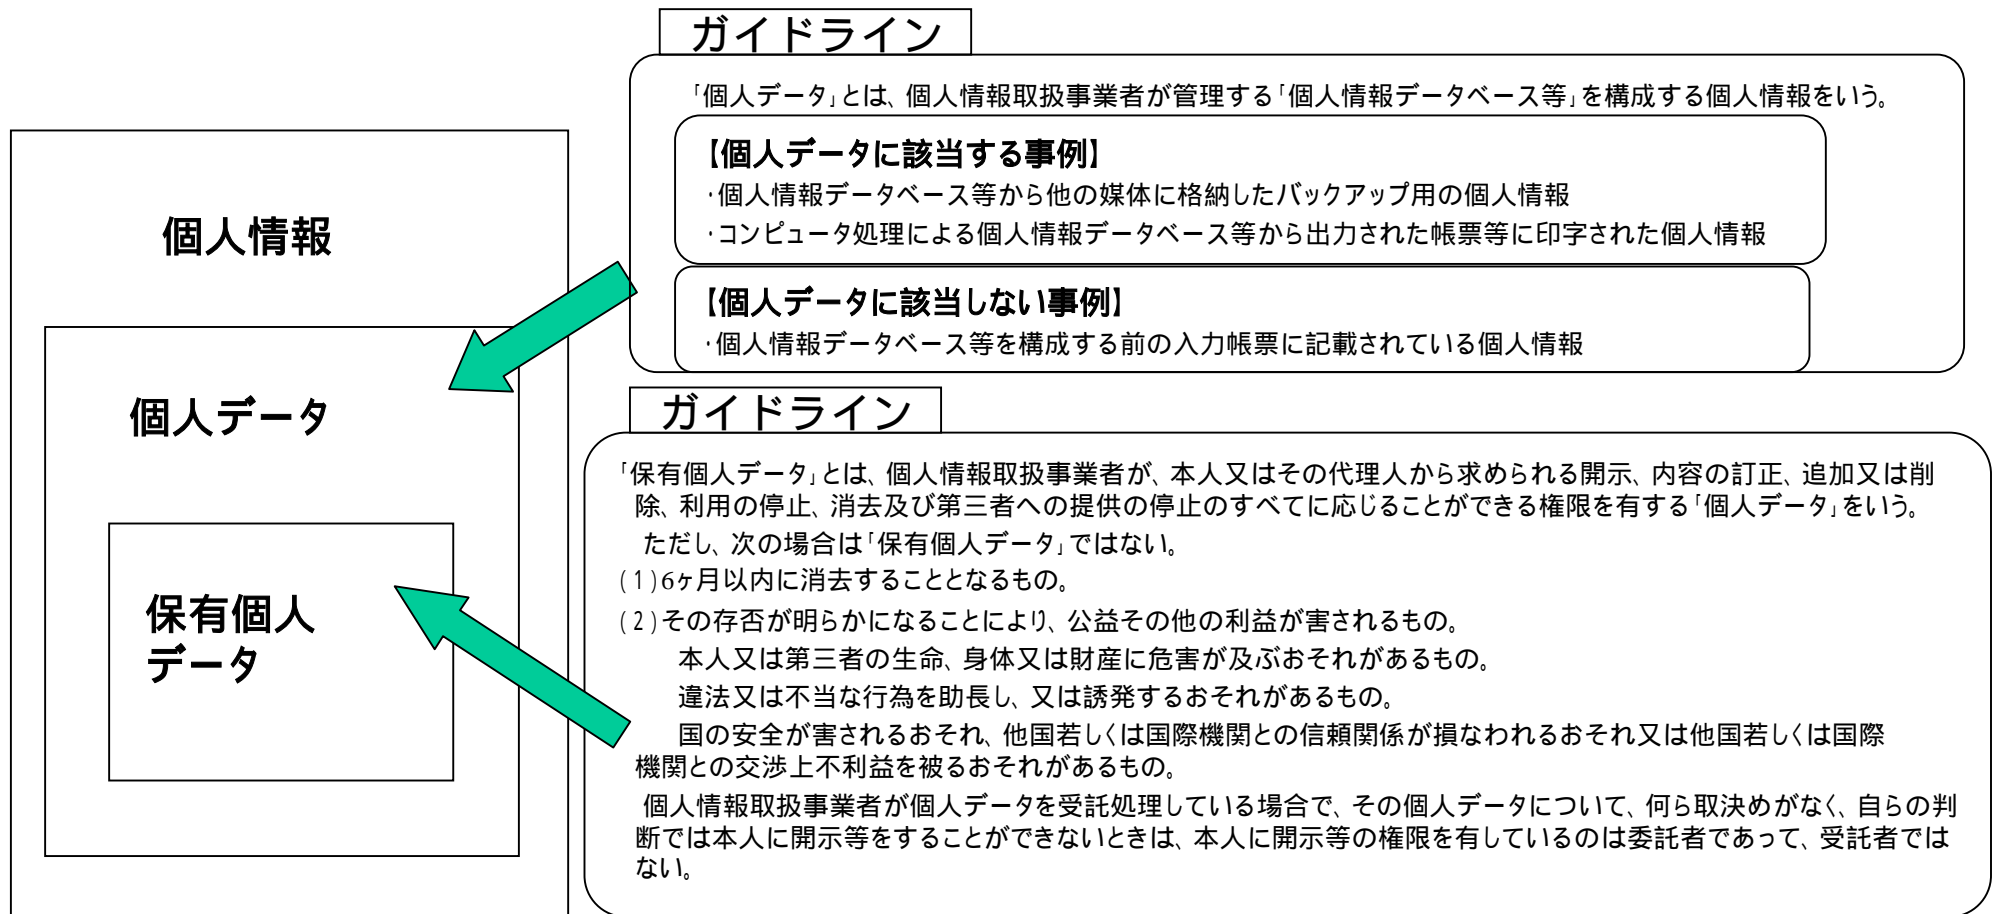 個人情報
個人データ
保有個人
データ
ガイドライン
「個人データ」とは、個人情報取扱事業者が管理する「個人情報データベース等」を構成する個人情報をいう。
【個人データに該当する事例】
・個人情報データベース等から他の媒体に格納したバックアップ用の個人情報
・コンピュータ処理による個人情報データベース等から出力された帳票等に印字された個人情報
【個人データに該当しない事例】
・個人情報データベース等を構成する前の入力帳票に記載されている個人情報
ガイドライン
「保有個人データ」とは、個人情報取扱事業者が、本人又はその代理人から求められる開示、内容の訂正、追加又は削
除、利用の停止、消去及び第三者への提供の停止のすべてに応じることができる権限を有する「個人データ」をいう。
ただし、次の場合は「保有個人データ」ではない。
(1)6ヶ月以内に消去することとなるもの。
(2)その存否が明らかになることにより、公益その他の利益が害されるもの。
本人又は第三者の生命、身体又は財産に危害が及ぶおそれがあるもの。
違法又は不当な行為を助長し、又は誘発するおそれがあるもの。
国の安全が害されるおそれ、他国若しくは国際機関との信頼関係が損なわれるおそれ又は他国若しくは国際
機関との交渉上不利益を被るおそれがあるもの。
個人情報取扱事業者が個人データを受託処理している場合で、その個人データについて、何ら取決めがなく、自らの判
断では本人に開示等をすることができないときは、本人に開示等の権限を有しているのは委託者であって、受託者では
ない。